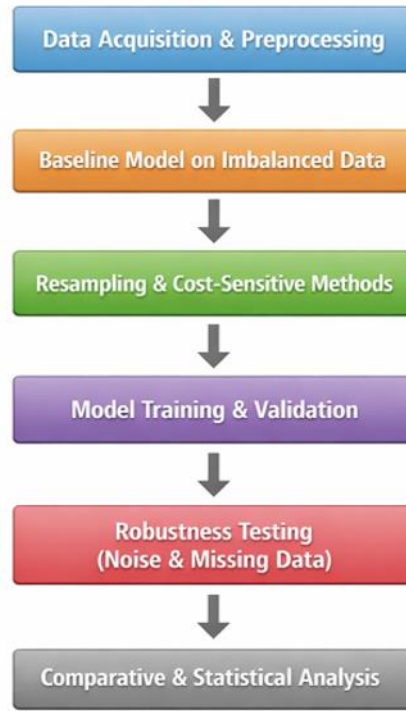 Data Acquisition & Preprocessing
Baseline Model on Imbalanced Data
Resampling & Cost-Sensitive Methods
Model Training & Validation
Robustness Testing
(Noise & Missing Data)
Comparative & Statistical Analysis